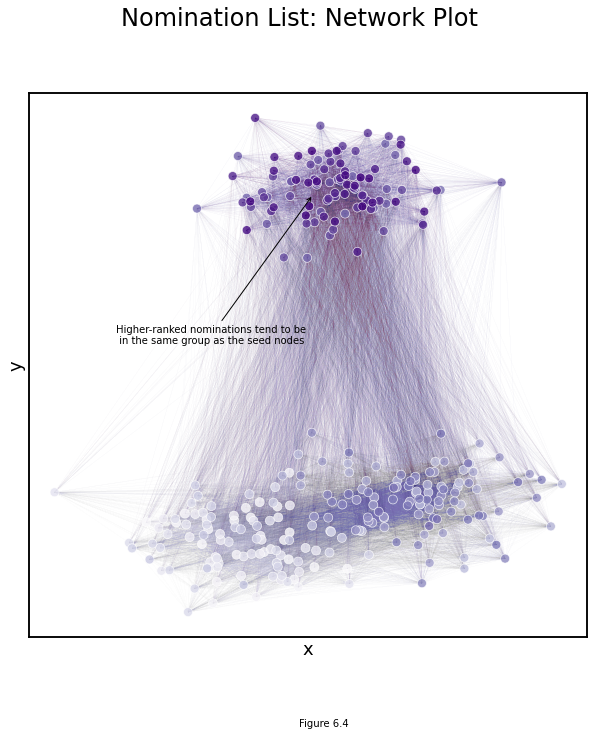 Nomination List: Network Plot
Higher-ranked nominations tend to be
in the same group as the seed nodes
y
x
Figure 6.4